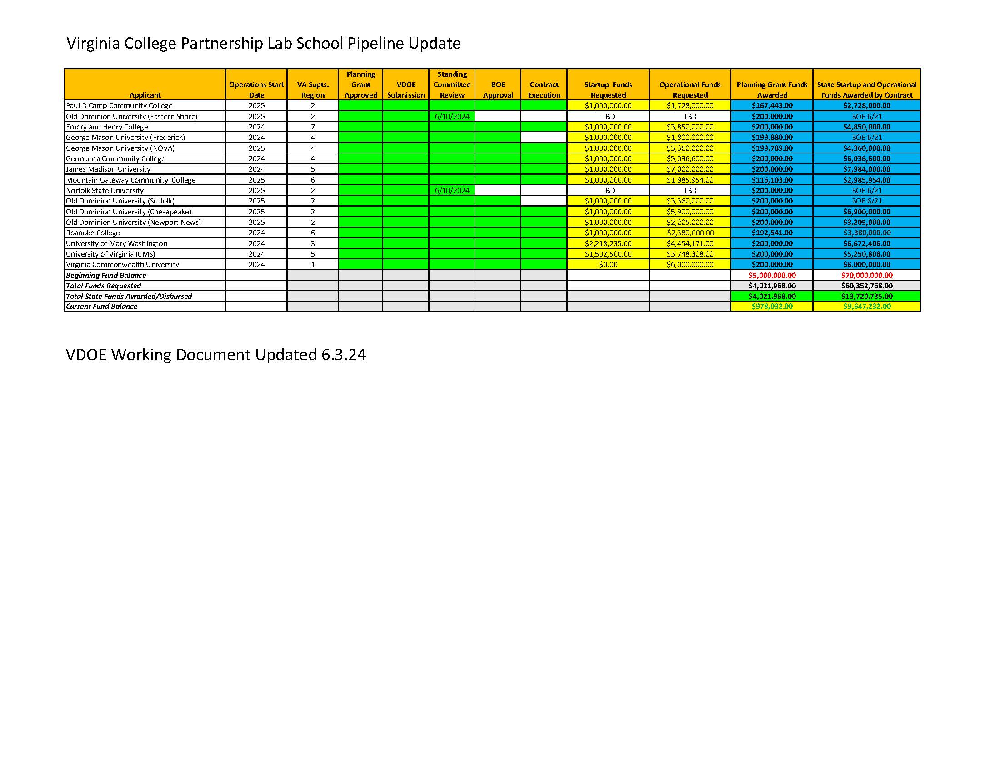 Virginia College Partnership Lab School Pipeline Update
Applicant Operations Start Date VA Supts. Region Planning Grant Approved VDOE Submission Standing Committee Review BOE Approval Contract Execution Startup Funds Requested Operational Funds Requested Planning Grant Funds Awarded State Startup and Operational Funds Awarded by Contract
Paul D Camp Community College 2025 2 $1,000,000.00 $1,728,000.00 $167,443.00 $2,728,000.00
Old Dominion University (Eastern Shore) 2025 2 6/10/2024 TBD TBD $200,000.00 BOE 6/21
Emory and Henry College 2024 7 $1,000,000.00 $3,850,000.00 $200,000.00 $4,850,000.00
George Mason University (Frederick) 2024 4 $1,000,000.00 $1,800,000.00 $199,880.00 BOE 6/21
George Mason University (NOVA) 2025 4 $1,000,000.00 $3,360,000.00 $199,789.00 $4,360,000.00
Germanna Community College 2024 4 $1,000,000.00 $5,036,600.00 $200,000.00 $6,036,600.00
James Madison University 2024 5 $1,000,000.00 $7,000,000.00 $200,000.00 $7,984,000.00
Mountain Gateway Community College 2025 6 $1,000,000.00 $1,985,954.00 $116,103.00 $2,985,954.00
Norfolk State University 2025 2 6/10/2024 TBD TBD $200,000.00 BOE 6/21
Old Dominion University (Suffolk) 2025 2 $1,000,000.00 $3,360,000.00 $200,000.00 BOE 6/21
Old Dominion University (Chesapeake) 2025 2 $1,000,000.00 $5,900,000.00 $200,000.00 $6,900,000.00
Old Dominion University (Newport News) 2025 2 $1,000,000.00 $2,205,000.00 $200,000.00 $3,205,000.00
Roanoke College 2024 6 $1,000,000.00 $2,380,000.00 $192,541.00 $3,380,000.00
University of Mary Washington 2024 3 $2,218,235.00 $4,454,171.00 $200,000.00 $6,672,406.00
University of Virginia (CMS) 2024 5 $1,502,500.00 $3,748,308.00 $200,000.00 $5,250,808.00
Virginia Commonwealth University 2024 1 $0.00 $6,000,000.00 $200,000.00 $6,000,000.00
Beginning Fund Balance $5,000,000.00 $70,000,000.00
Total Funds Requested $4,021,968.00 $60,352,768.00
Total State Funds Awarded/Disbursed $4,021,968.00 $13,720,735.00
Current Fund Balance $978,032.00 $9,647,232.00
VDOE Working Document Updated 6.3.24